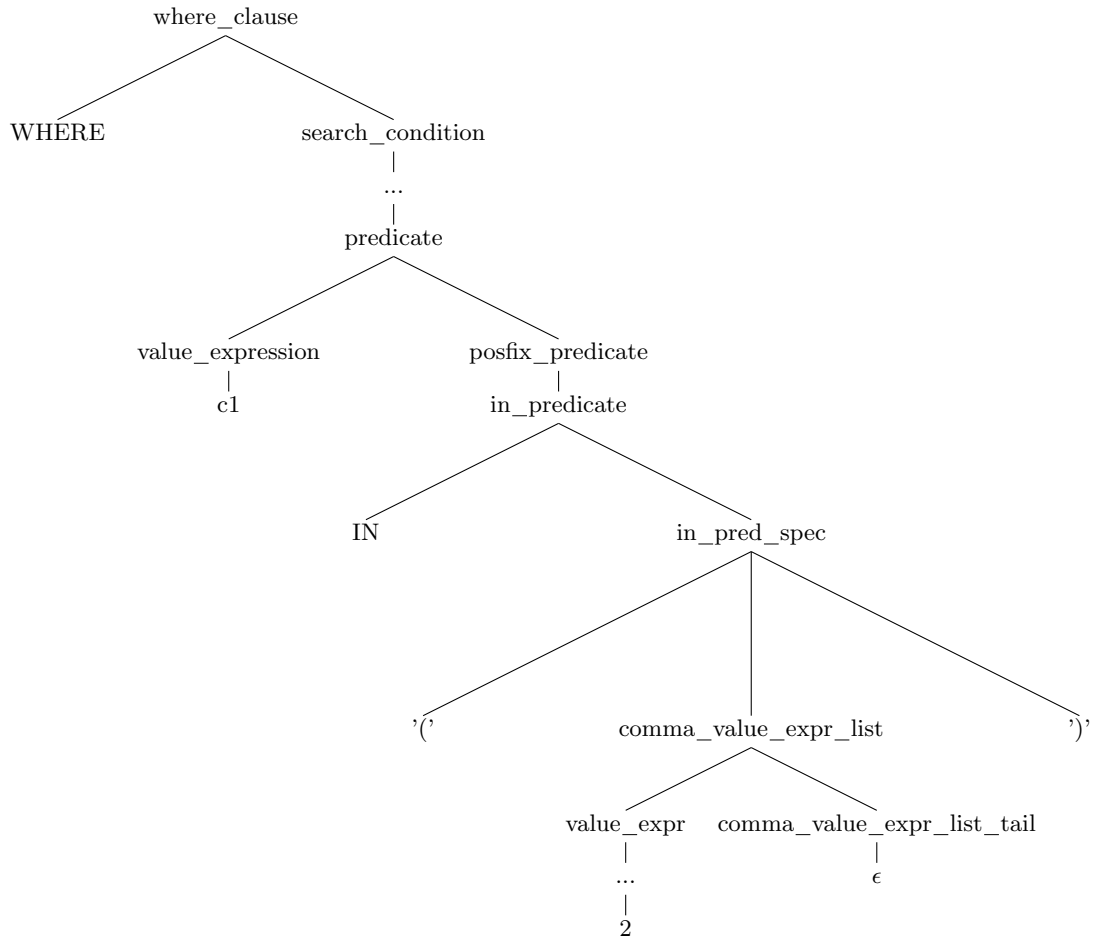 where_clause
WHERE search_condition
...
predicate
value_expression posfix_predicate
c1 in_predicate
IN in_pred_spec
'(' comma_value_expr_list ')'
value_expr comma_value_expr_list_tail
... ϵ
2